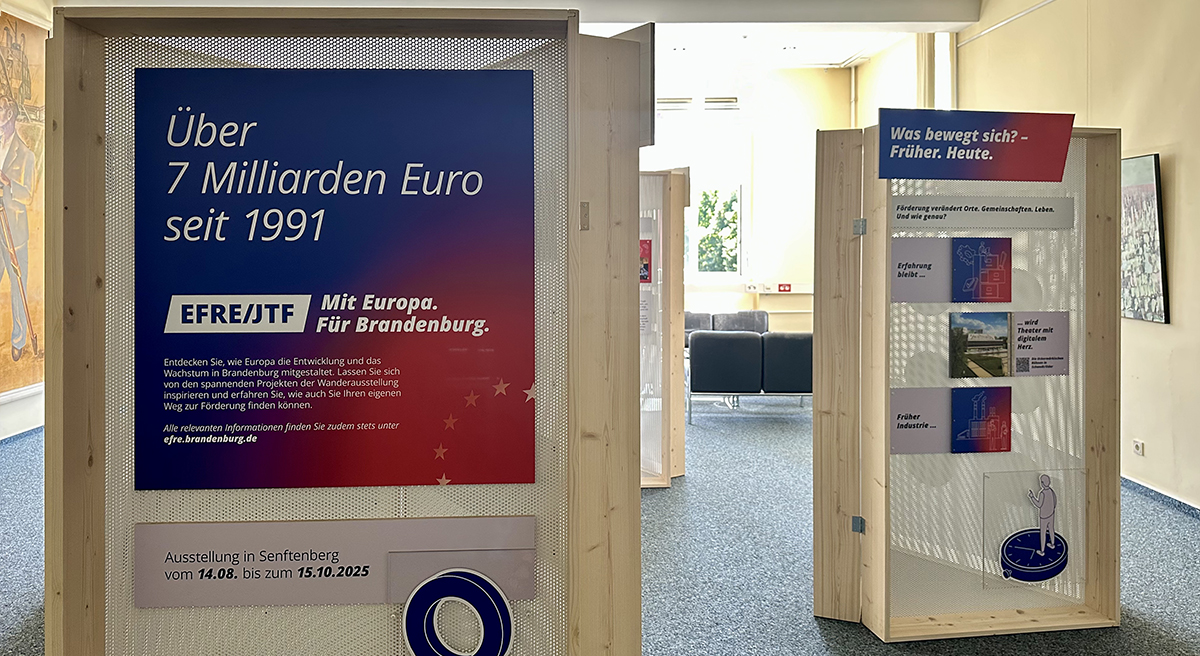 Über
7 Milliarden Euro
seit 1991
EFRE/JTF
Mit Europa.
Für Brandenburg.
Entdecken Sie, wie Europa die Entwicklung und das
Wachstum in Brandenburg mitgestaltet. Lassen Sie sich
von den spannenden Projekten der Wanderausstellung
inspirieren und erfahren Sie, wie auch Sie Ihren eigenen
Weg zur Förderung finden können.
Alle relevanten Informationen finden Sie zudem stets unter
efre.brandenburg.de
Ausstellung in Senftenberg
vom 14.08. bis zum 15.10.2025
Was bewegt sich? –
Früher. Heute.
Förderung verändert Orte. Gemeinschaften. Leben.
Und wie genau?
Erfahrung
bleibt ...
... wird
Theater mit
digitalem
Herz.
Früher
Industrie ...